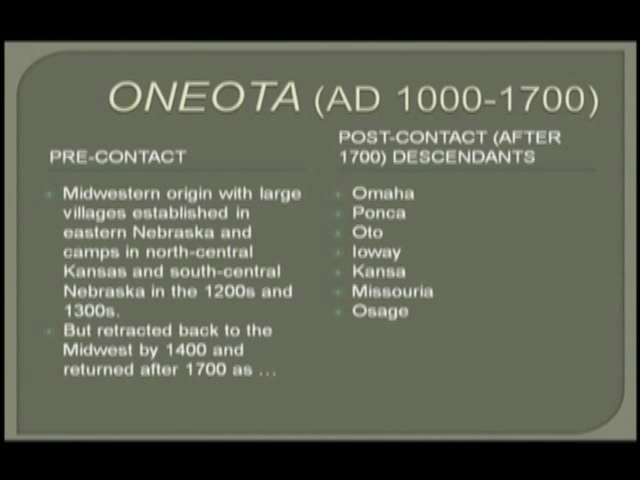 ONEOTA (AD 1000-1700)
PRE-CONTACT
Midwestern origin with large
villages established in
eastern Nebraska and
camps in north-central
Kansas and south-central
Nebraska in the 1200s and
1300s.
But retracted back to the
Midwest by 1400 and
returned after 1700 as …
POST-CONTACT (AFTER
1700) DESCENDANTS
Omaha
Ponca
Oto
Ioway
Kansa
Missouria
Osage